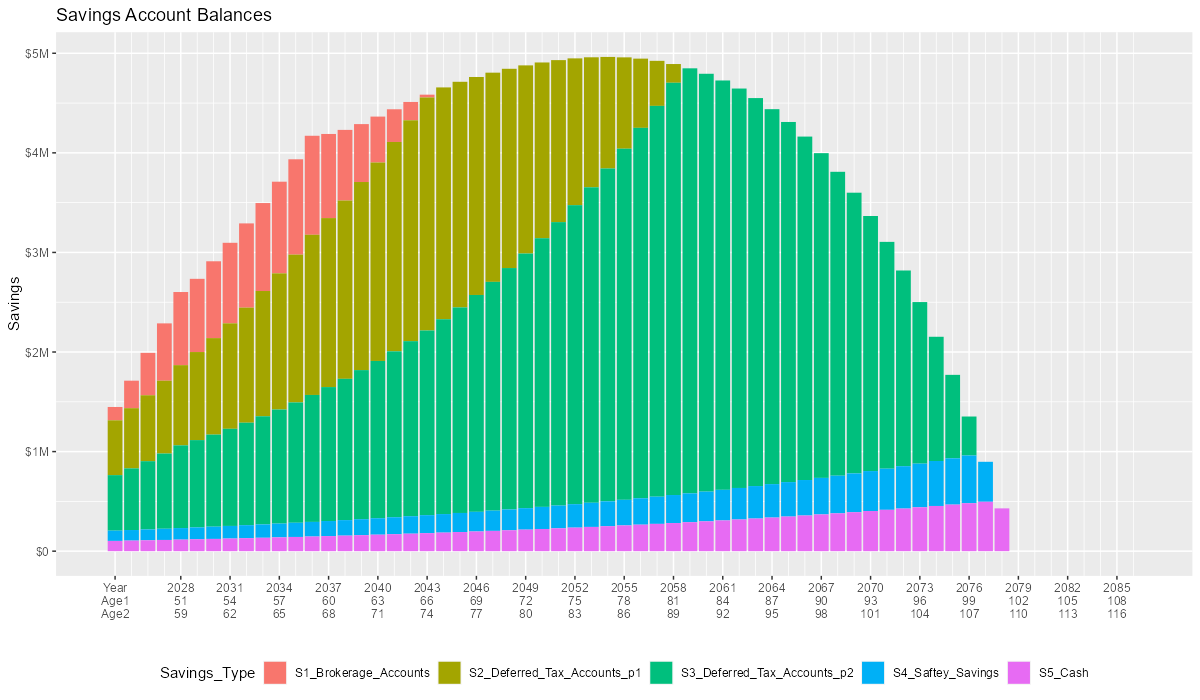 Savings Account Balances
$5M
$4M
$3M
$2M
$1M
$0
Savings
Year 2028 2031 2034 2037 2040 2043 2046 2049 2052 2055 2058 2061 2064 2067 2070 2073 2076 2079 2082 2085
Age1 51 54 57 60 63 66 69 72 75 78 81 84 87 90 93 96 99 102 105 108
Age2 59 62 65 68 71 74 77 80 83 86 89 92 95 98 101 104 107 110 113 116
Savings_Type S1_Brokerage_Accounts S2_Deferred_Tax_Accounts_p1 S3_Deferred_Tax_Accounts_p2 S4_Saftey_Savings S5_Cash